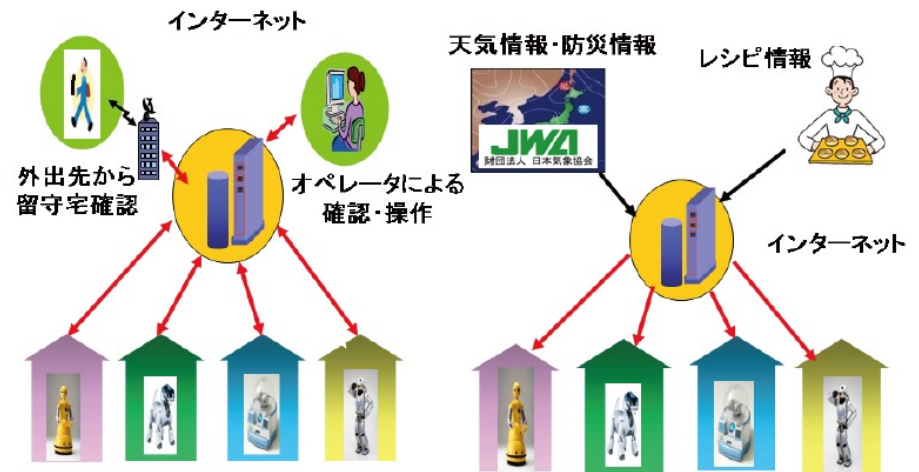 インターネット
外出先から
留守宅確認
オペレータによる
確認・操作
天気情報・防災情報
JWA
財団法人 日本気象協会
レシピ情報
インターネット